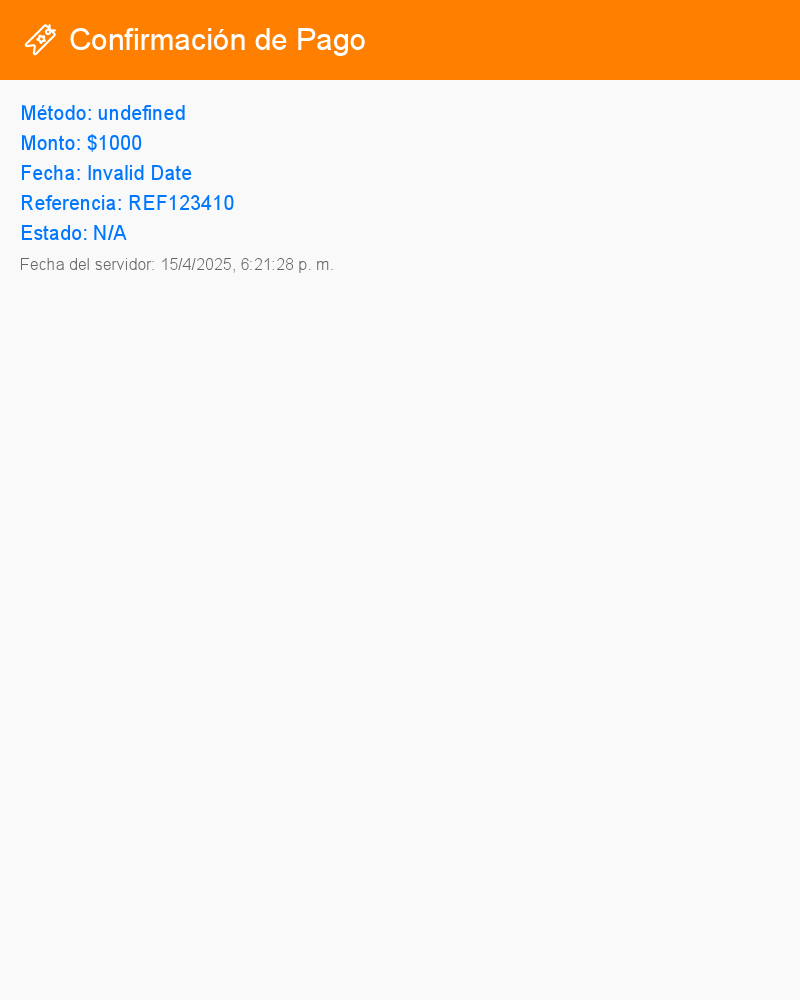 Confirmación de Pago
Método: undefined
Monto: $1000
Fecha: Invalid Date
Referencia: REF123410
Estado: N/A
Fecha del servidor: 15/4/2025, 6:21:28 p. m.